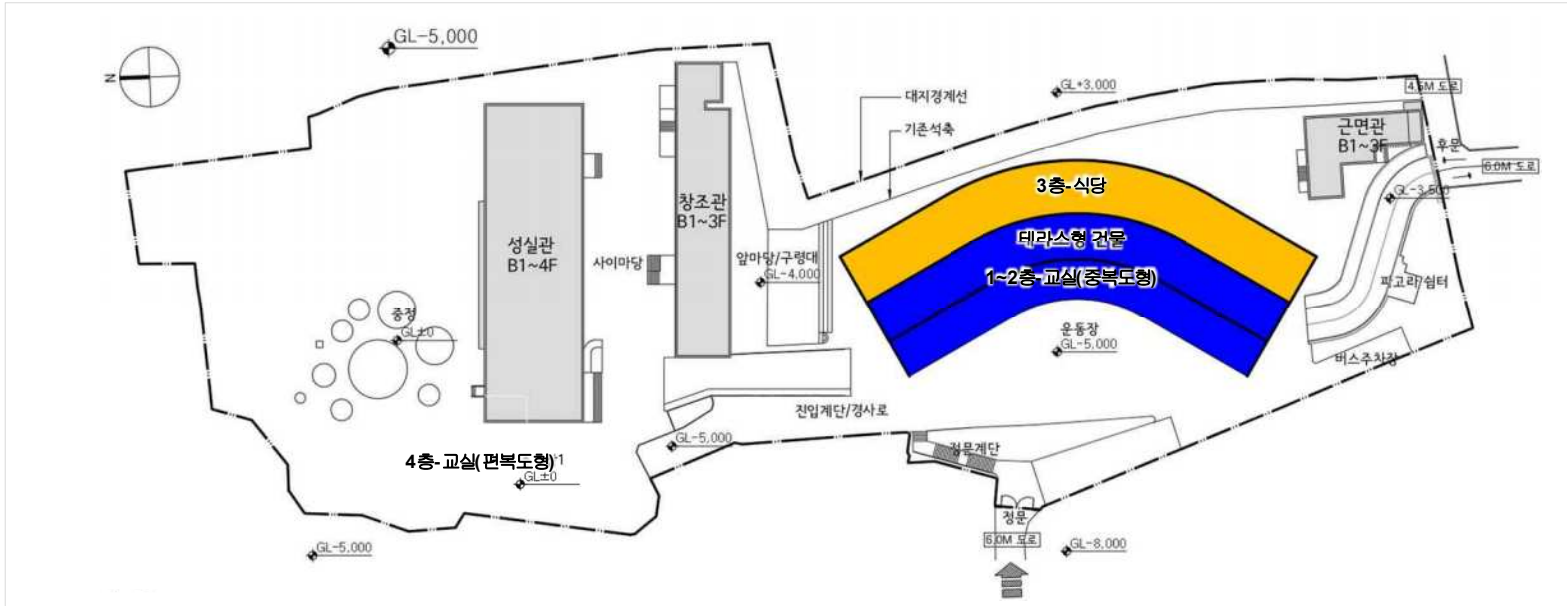 GL-5,000
N
대지경계선
GL+3,000
4.5M 도로
기존석축
근면관
B1~3F
후문
6.0M 도로
3층-식당
GL-3,500
창조관
B1~3F
성실관
B1~4F
사이마당
앞마당/구령대
GL-4,000
테라스형 건물
1~2층-교실(중복도형)
파고라/쉼터
중정
GL±0
운동장
GL-5,000
버스주차장
진입계단/경사로
GL-5,000
정문계단
4층-교실(편복도형)
GL±0
정문
6.0M 도로
GL-5,000
GL-8,000